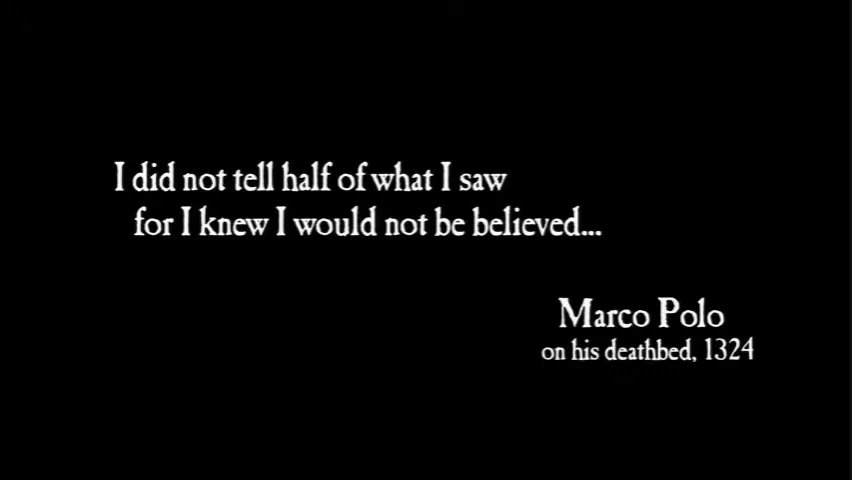 I did not tell half of what I saw
for I knew I would not be believed...
Marco Polo
on his deathbed, 1324